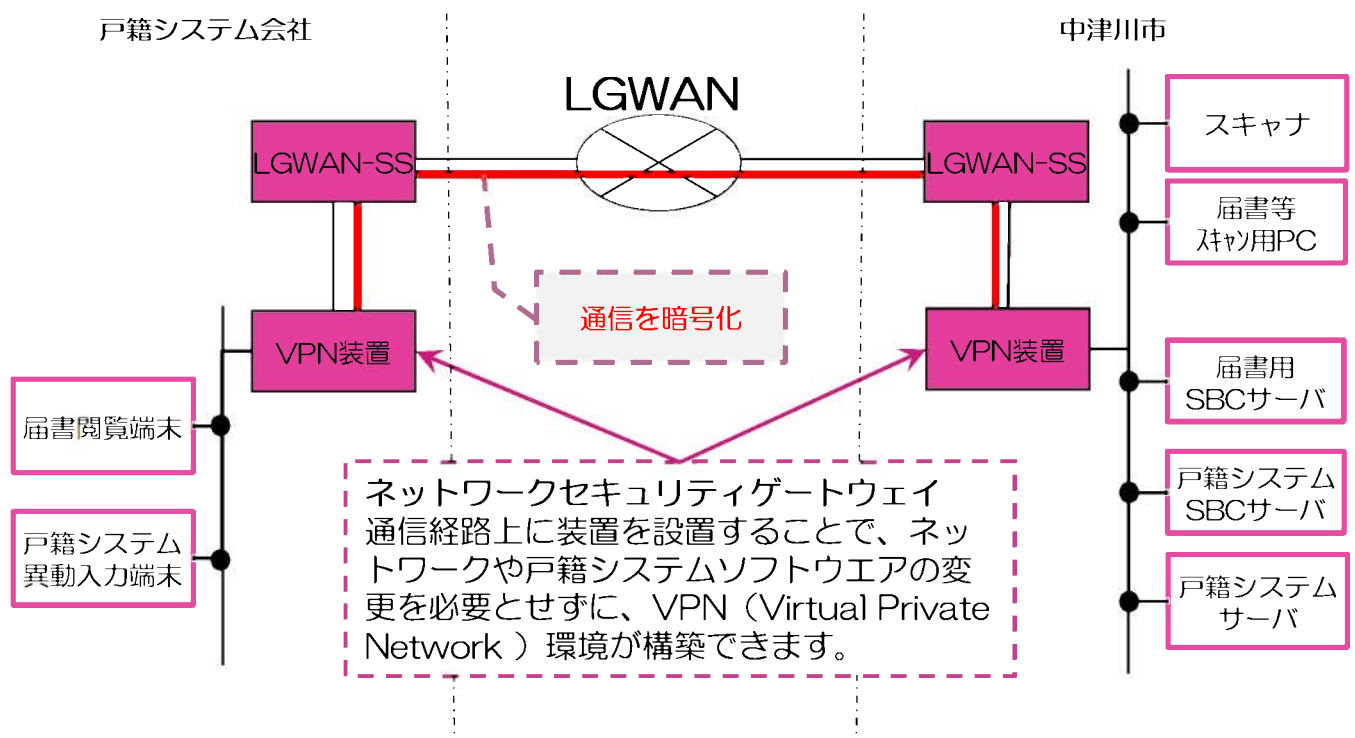 戸籍システム会社
中津川市
LGWAN
LGWAN-SS
LGWAN-SS
スキャナ
届書等
ｽｷｬﾝ用PC
通信を暗号化
VPN装置
VPN装置
届書用
SBCサーバ
届書閲覧端末
戸籍システム
異動入力端末
ネットワークセキュリティゲートウェイ
通信経路上に装置を設置することで、ネッ
トワークや戸籍システムソフトウエアの変
更を必要とせずに、VPN（Virtual Private
Network ）環境が構築できます。
戸籍システム
SBCサーバ
戸籍システム
サーバ